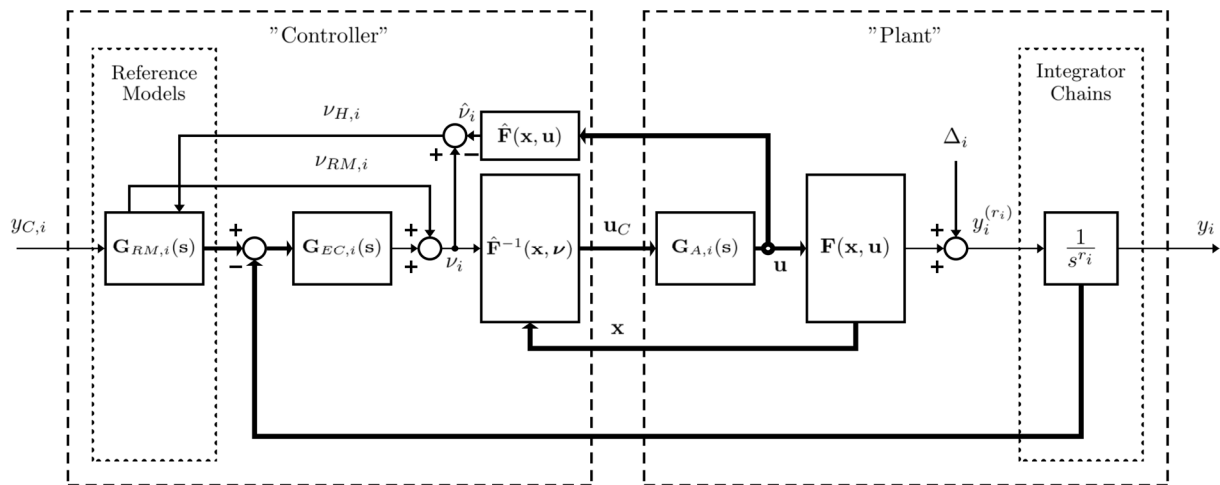 "Controller"
"Plant"
Reference
Models
Integrator
Chains
ν_{H,i}
ν̂_i
F̂(x, u)
+
−
Δ_i
ν_{RM,i}
y_{C,i}
G_{RM,i}(s)
+
−
G_{EC,i}(s)
+
+
ν_i
F̂^{-1}(x, ν)
u_C
G_{A,i}(s)
u
F(x, u)
+
+
y_i^{(r_i)}
1
s^{r_i}
y_i
x